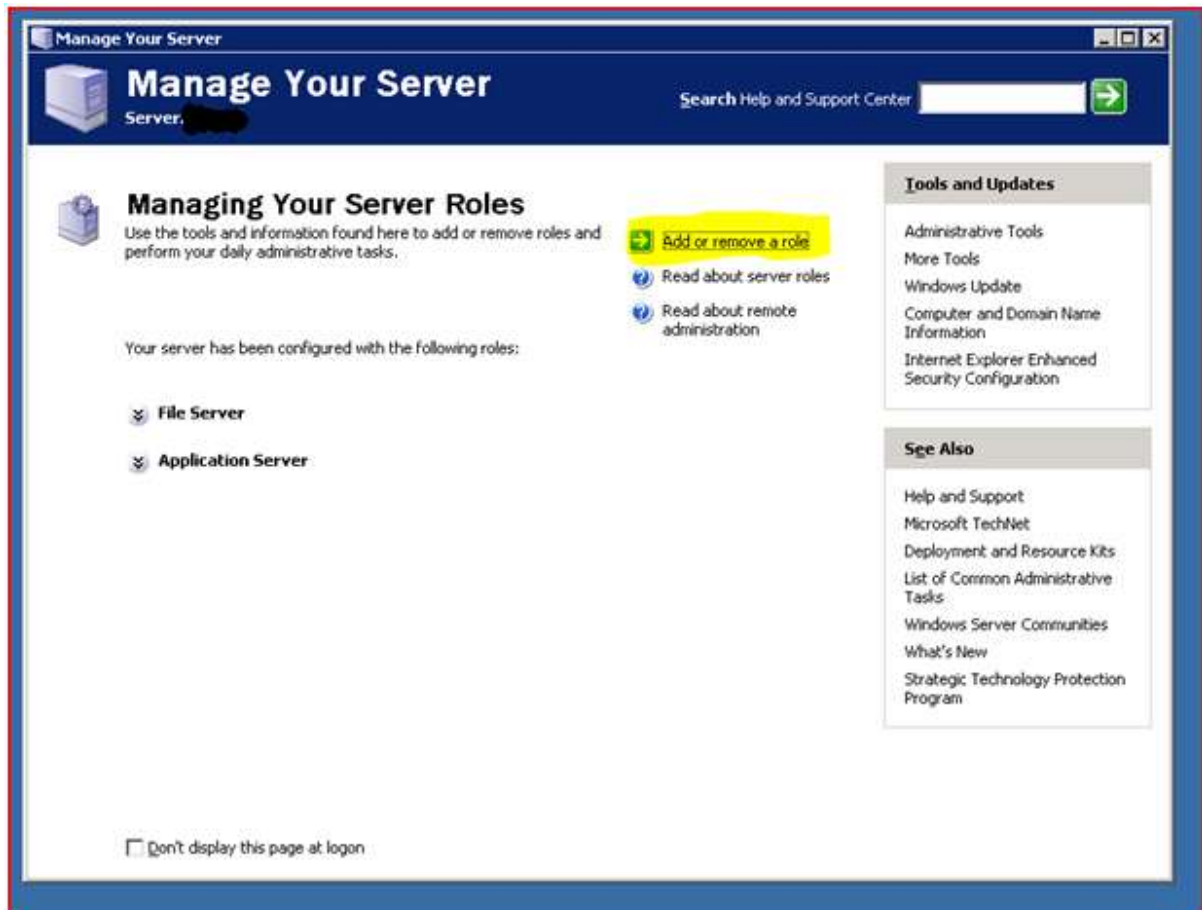 Manage Your Server
Manage Your Server
Server.
Search Help and Support Center
Managing Your Server Roles
Use the tools and information found here to add or remove roles and
perform your daily administrative tasks.
Add or remove a role
Read about server roles
Read about remote
administration
Your server has been configured with the following roles:
File Server
Application Server
Tools and Updates
Administrative Tools
More Tools
Windows Update
Computer and Domain Name
Information
Internet Explorer Enhanced
Security Configuration
See Also
Help and Support
Microsoft TechNet
Deployment and Resource Kits
List of Common Administrative
Tasks
Windows Server Communities
What's New
Strategic Technology Protection
Program
Don't display this page at logon